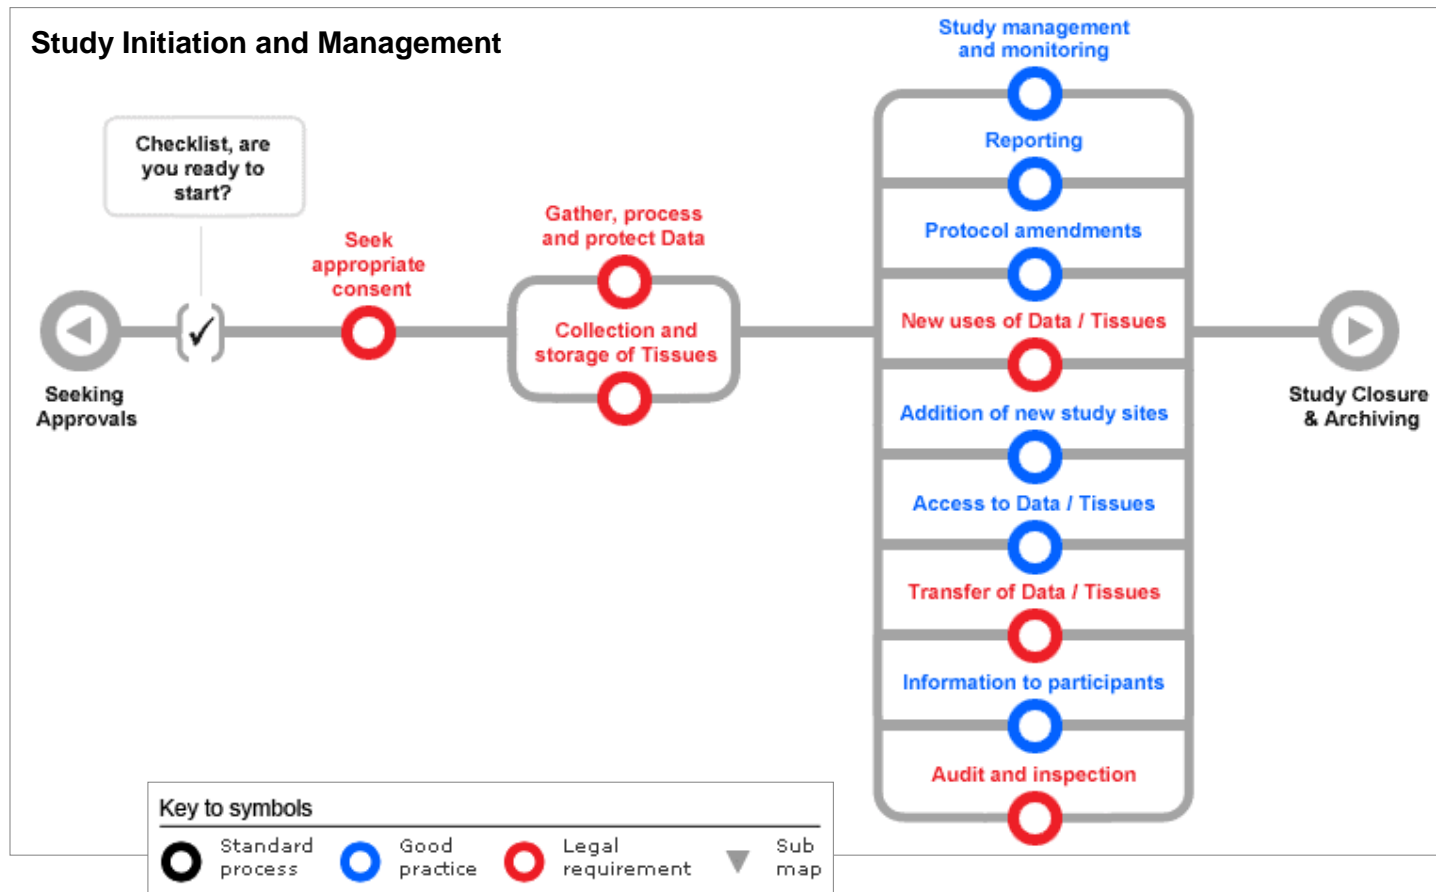 Study Initiation and Management
Checklist, are
you ready to
start?
Seeking
Approvals
Seek
appropriate
consent
Gather, process
and protect Data
Collection and
storage of Tissues
Study management
and monitoring
Reporting
Protocol amendments
New uses of Data / Tissues
Addition of new study sites
Access to Data / Tissues
Transfer of Data / Tissues
Information to participants
Audit and inspection
Study Closure
& Archiving
Key to symbols
Standard
process
Good
practice
Legal
requirement
Sub
map